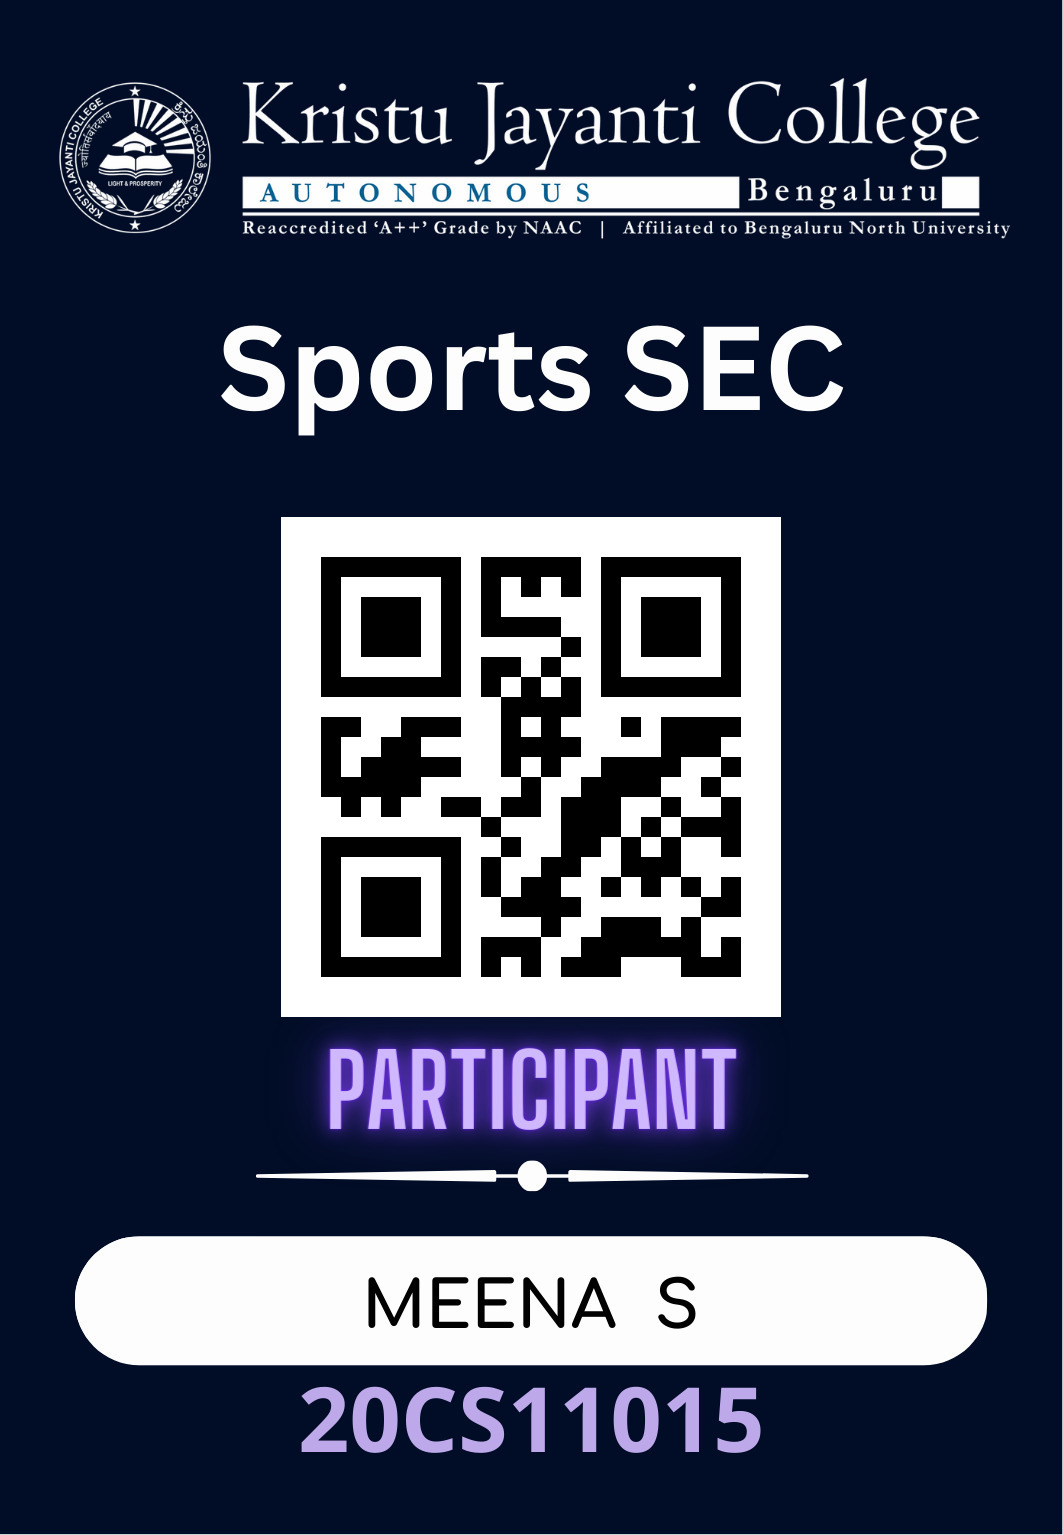 Kristu Jayanti College
AUTONOMOUS Bengaluru
Reaccredited ‘A++’ Grade by NAAC | Affiliated to Bengaluru North University
KRISTU JAYANTI COLLEGE
LIGHT & PROSPERITY
Sports SEC
PARTICIPANT
MEENA S
20CS11015